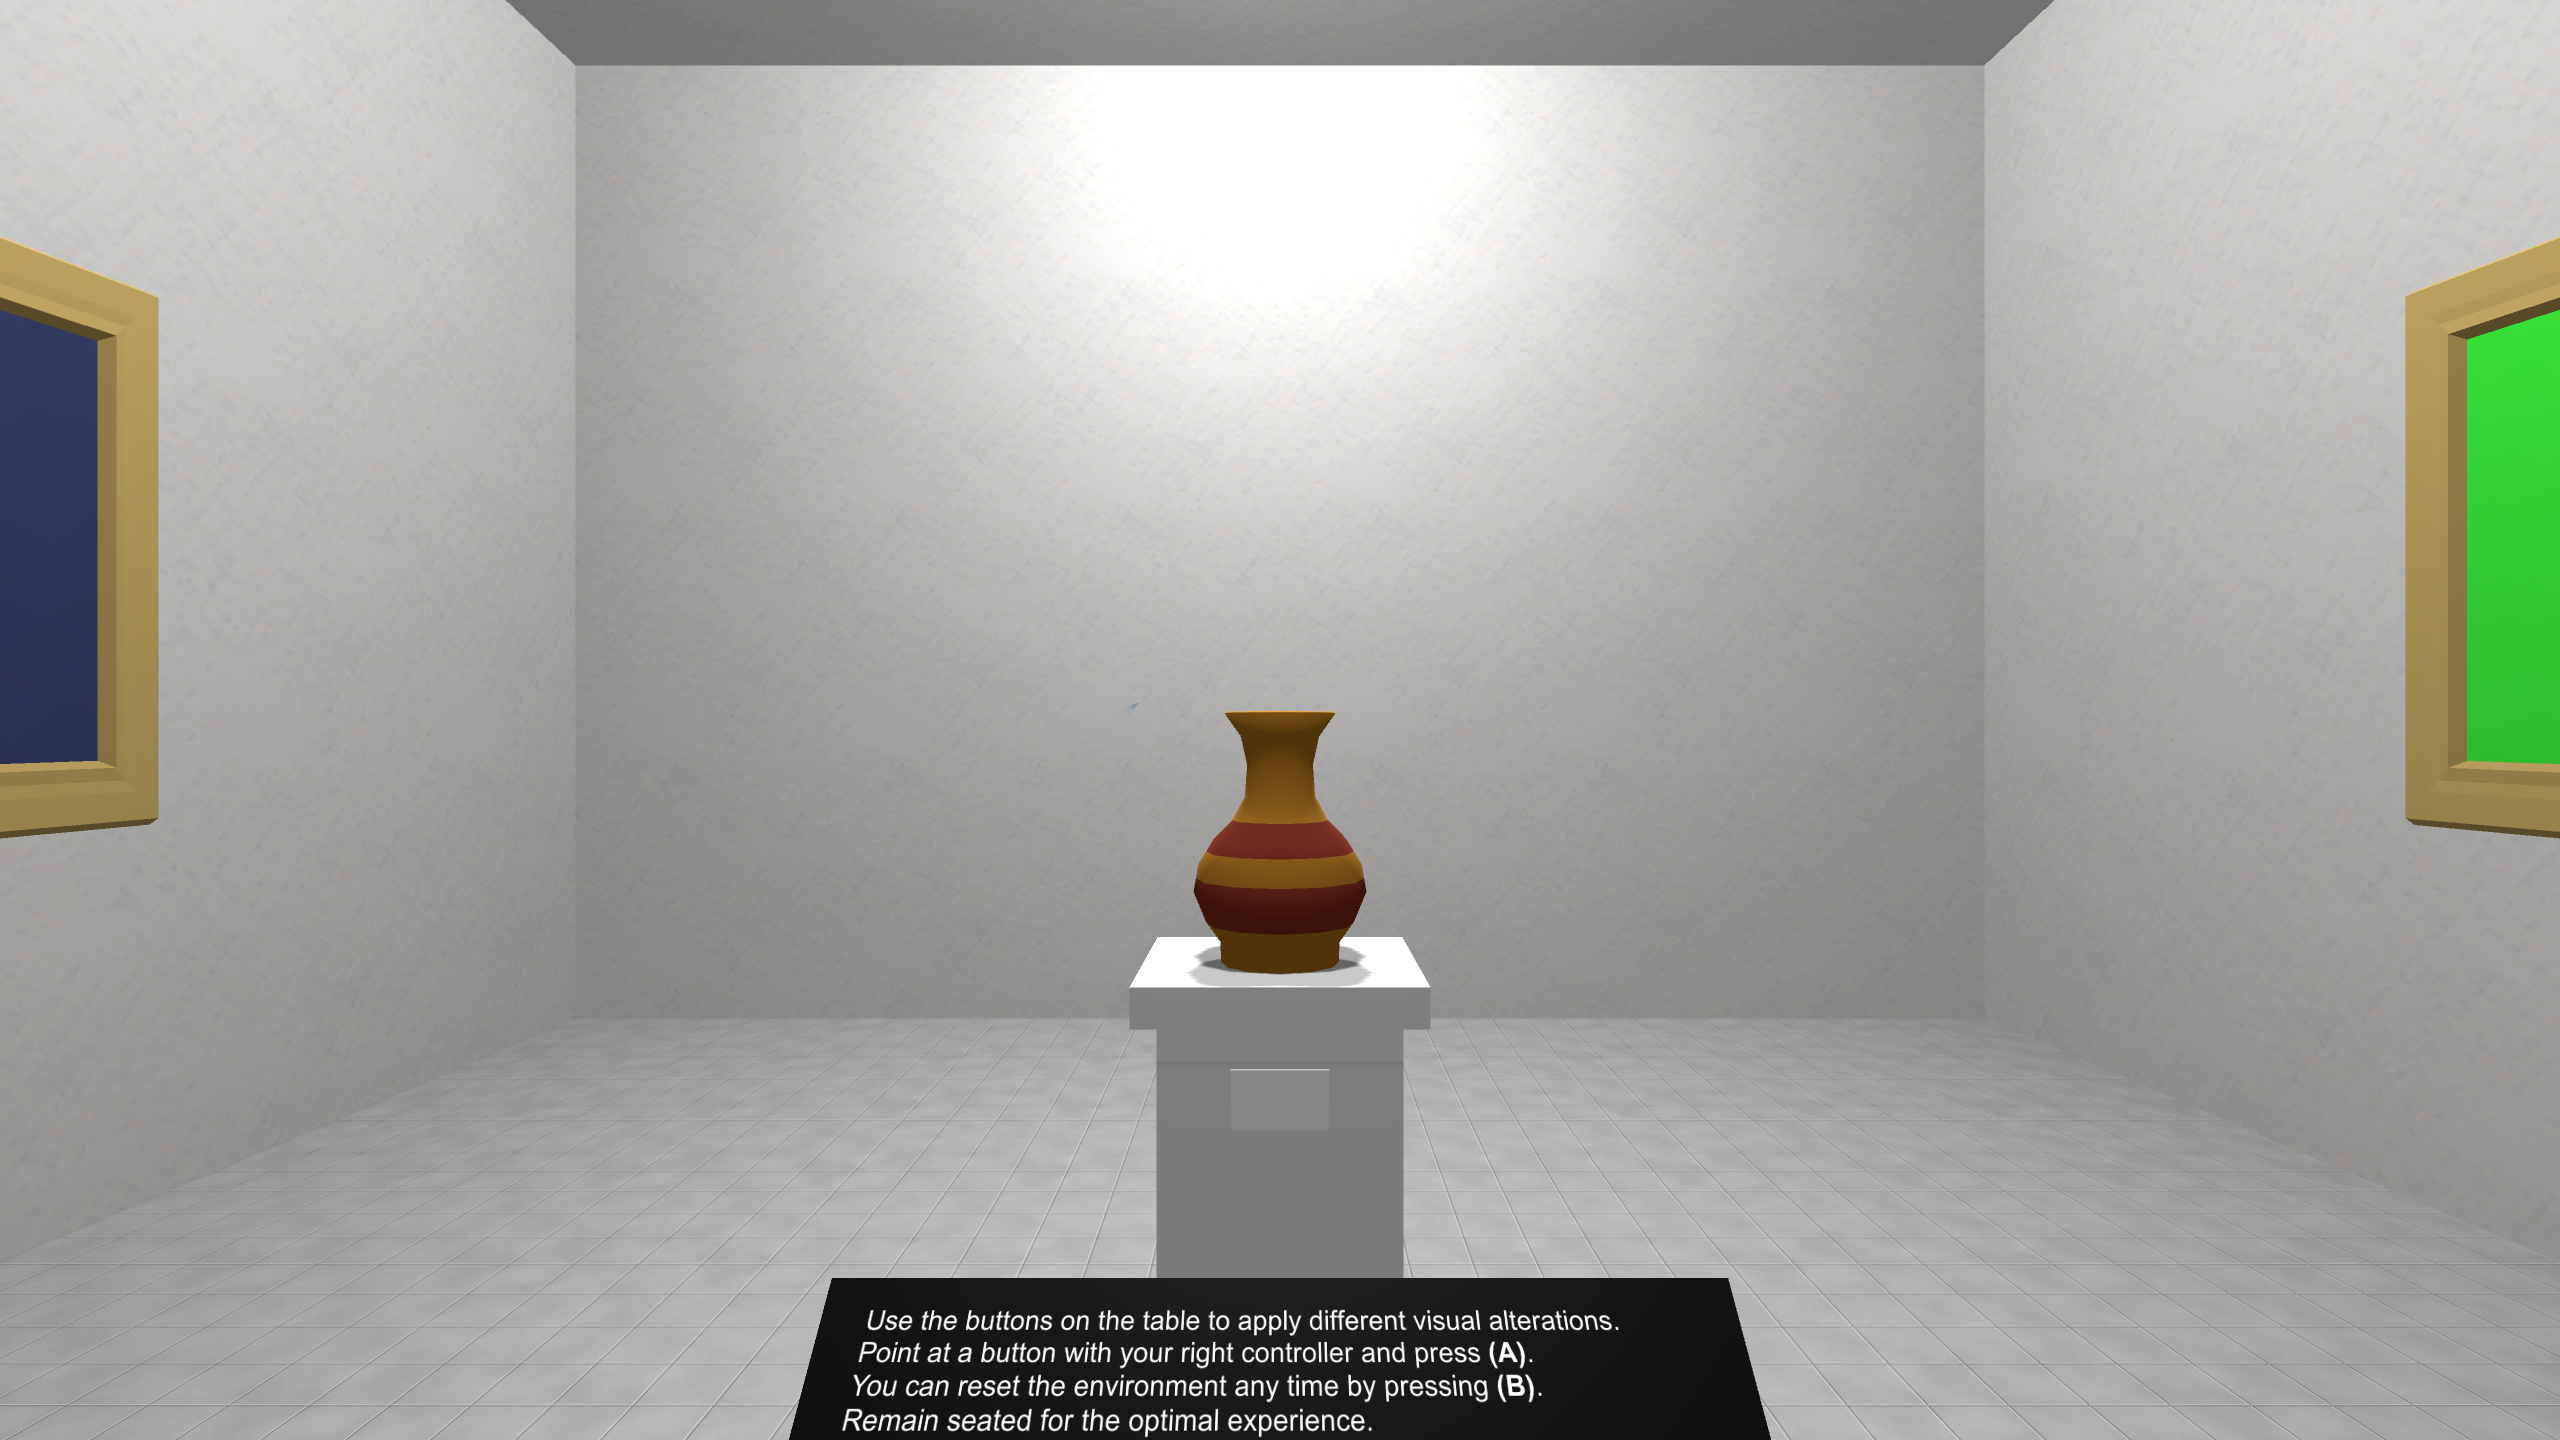 Use the buttons on the table to apply different visual alterations.
Point at a button with your right controller and press (A).
You can reset the environment any time by pressing (B).
Remain seated for the optimal experience.